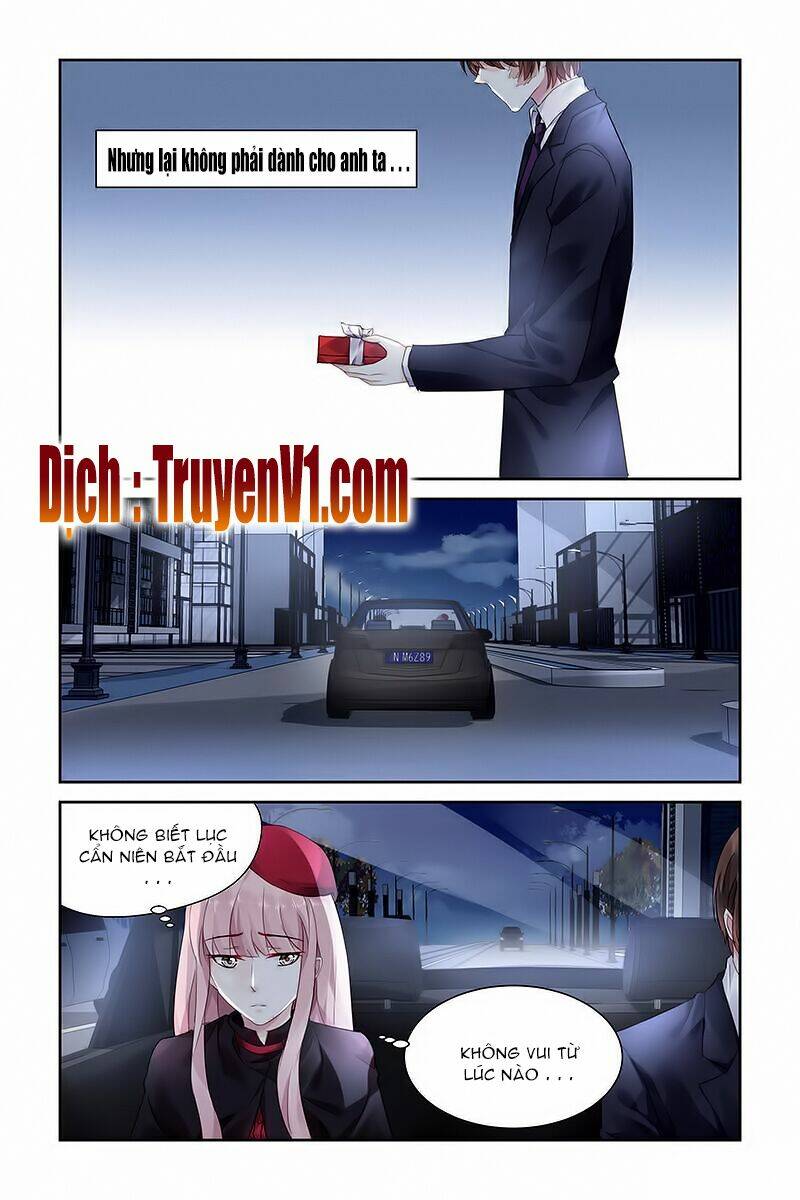 Nhưng lại không phải dành cho anh ta . . .
Dịch : TruyenV1.com
N M6Z89
KHÔNG BIẾT LỤC
CẨN NIÊN BẮT ĐẦU
. . .
KHÔNG VUI TỪ
LÚC NÀO . . .